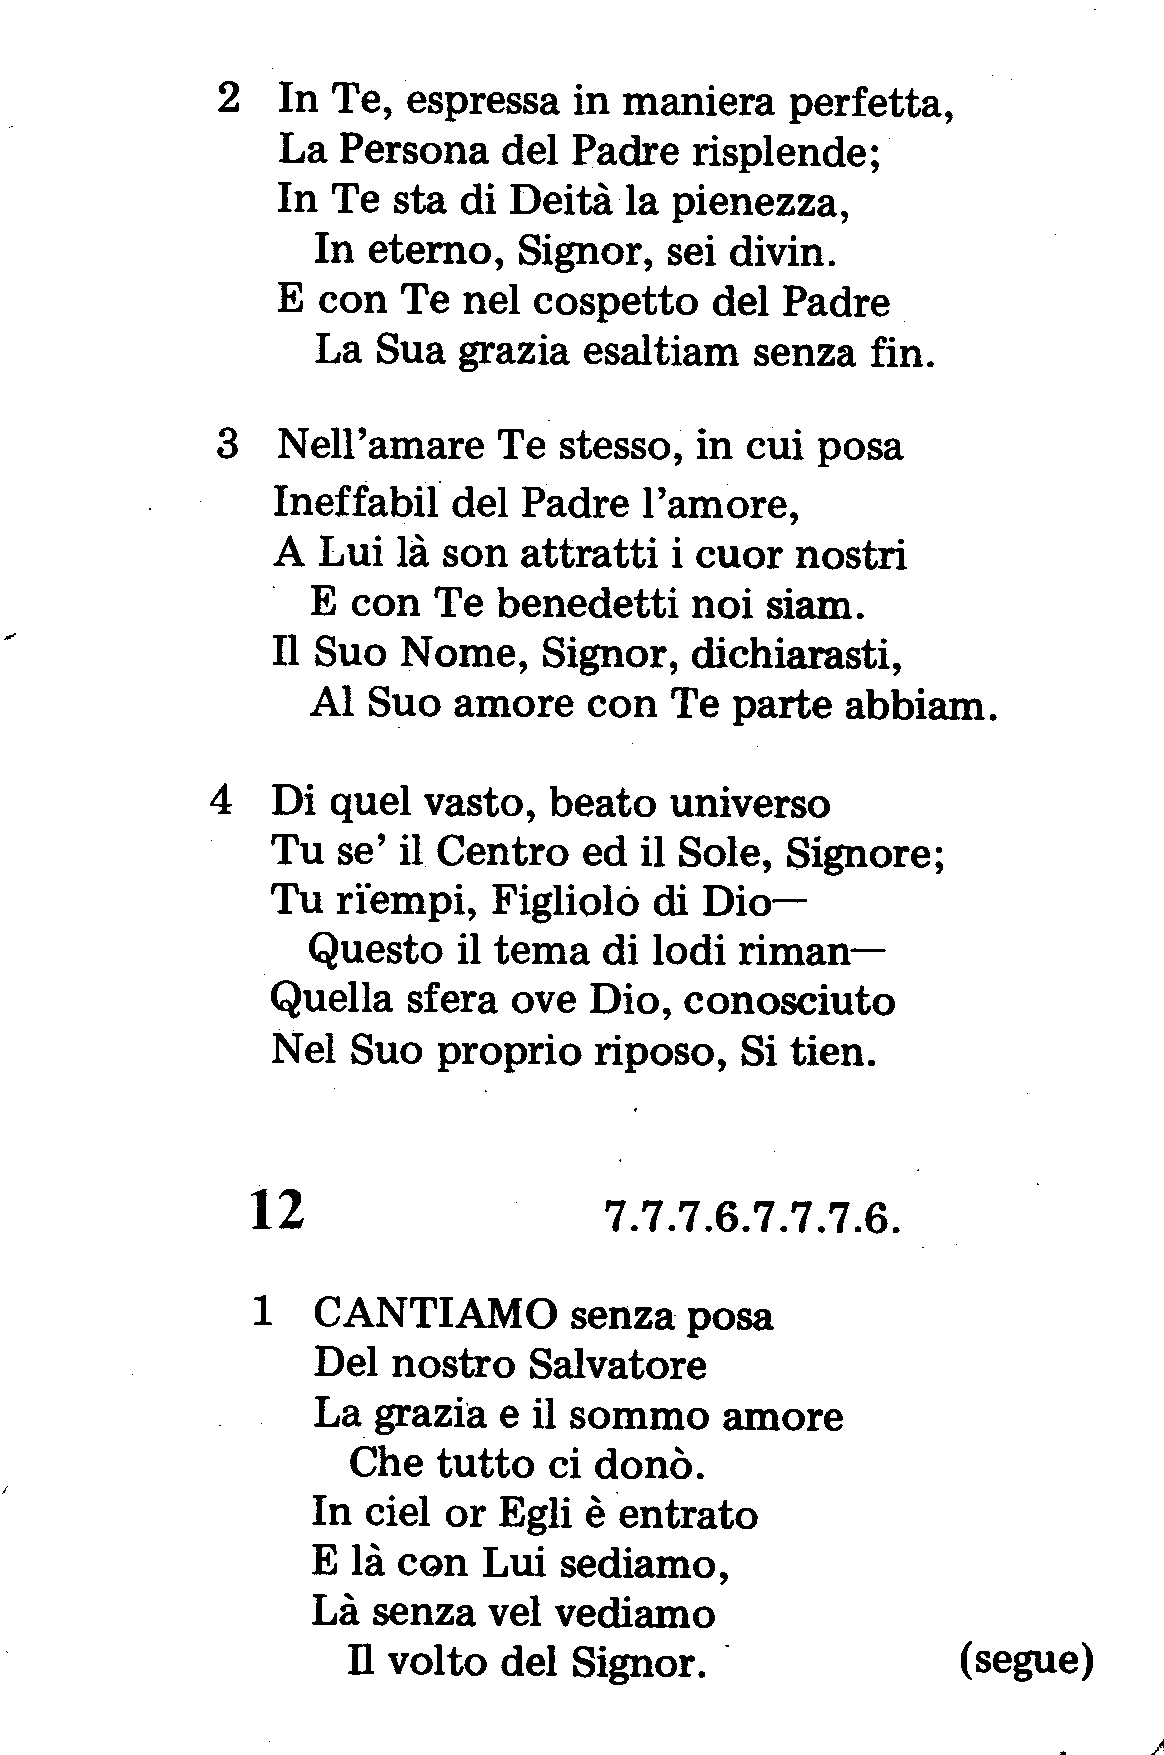 2 In Te, espressa in maniera perfetta,
La Persona del Padre risplende;
In Te sta di Deità la pienezza,
In eterno, Signor, sei divin.
E con Te nel cospetto del Padre
La Sua grazia esaltiam senza fin.
3 Nell'amare Te stesso, in cui posa
Ineffabil del Padre l'amore,
A Lui là son attratti i cuor nostri
E con Te benedetti noi siam.
Il Suo Nome, Signor, dichiarasti,
Al Suo amore con Te parte abbiam.
4 Di quel vasto, beato universo
Tu se' il Centro ed il Sole, Signore;
Tu rïempi, Figliolo di Dio—
Questo il tema di lodi riman—
Quella sfera ove Dio, conosciuto
Nel Suo proprio riposo, Si tien.
12 7.7.7.6.7.7.7.6.
1 CANTIAMO senza posa
Del nostro Salvatore
La grazia e il sommo amore
Che tutto ci donò.
In ciel or Egli è entrato
E là con Lui sediamo,
Là senza vel vediamo
Il volto del Signor. (segue)